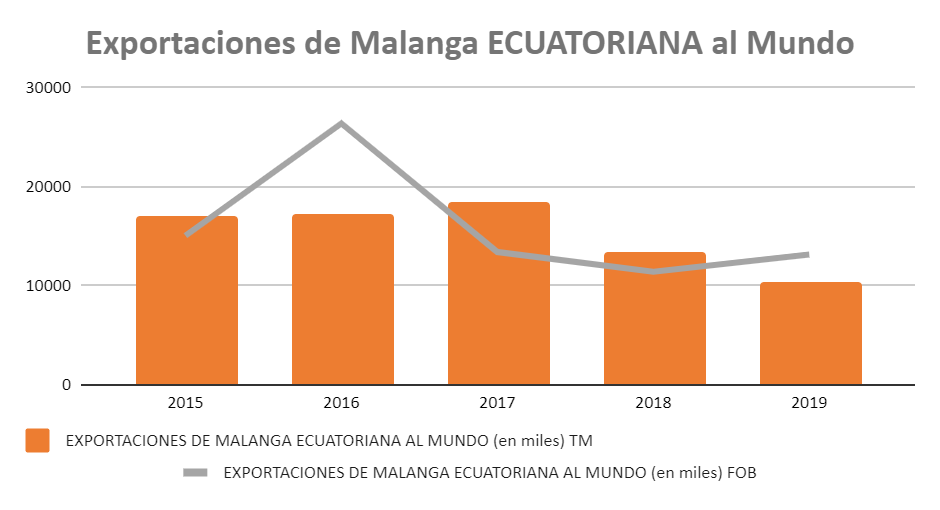 Exportaciones de Malanga ECUATORIANA al Mundo
30000
20000
10000
0
2015 2016 2017 2018 2019
EXPORTACIONES DE MALANGA ECUATORIANA AL MUNDO (en miles) TM
EXPORTACIONES DE MALANGA ECUATORIANA AL MUNDO (en miles) FOB